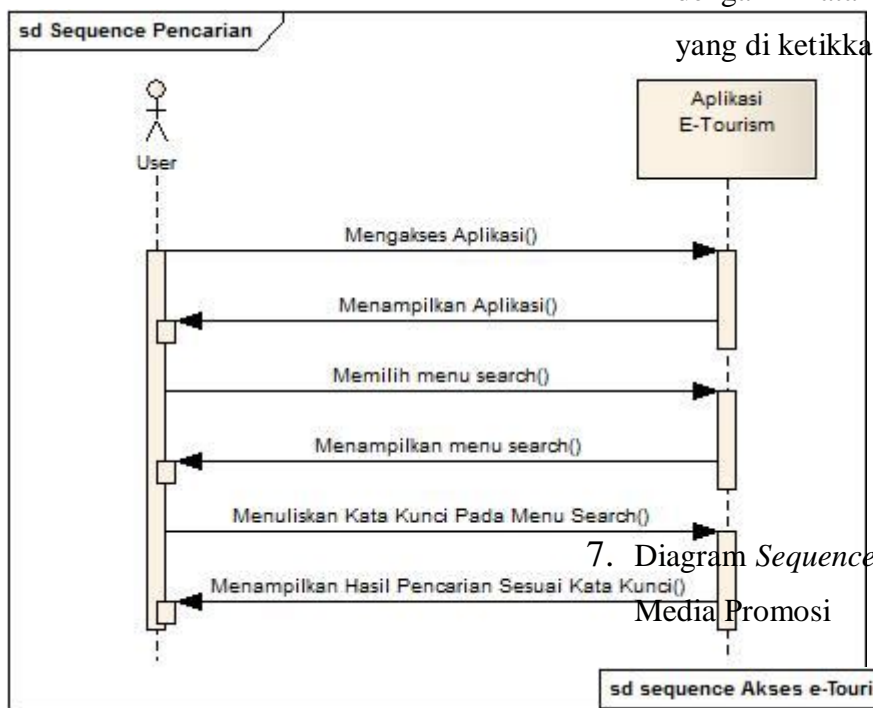 yang di ketikka
sd Sequence Pencarian
Aplikasi
E-Tourism
User
Mengakses Aplikasi()
Menampilkan Aplikasi()
Memilih menu search()
Menampilkan menu search()
Menuliskan Kata Kunci Pada Menu Search()
Menampilkan Hasil Pencarian Sesuai Kata Kunci()
7. Diagram Sequence
Media Promosi
sd sequence Akses e-Touri